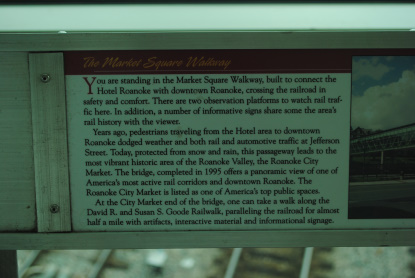 The Market Square Walkway
You are standing in the Market Square Walkway, built to connect the
Hotel Roanoke with downtown Roanoke, crossing the railroad in
safety and comfort. There are two observation platforms to watch rail traf-
fic here. In addition, a number of informative signs share some the area's
rail history with the viewer.
Years ago, pedestrians traveling from the Hotel area to downtown
Roanoke dodged weather and both rail and automotive traffic at Jefferson
Street. Today, protected from snow and rain, this passageway leads to the
most vibrant historic area of the Roanoke Valley, the Roanoke City
Market. The bridge, completed in 1995 offers a panoramic view of one of
America's most active rail corridors and downtown Roanoke. The
Roanoke City Market is listed as one of America's top public spaces.
At the City Market end of the bridge, one can take a walk along the
David R. and Susan S. Goode Railwalk, paralleling the railroad for almost
half a mile with artifacts, interactive material and informational signage.